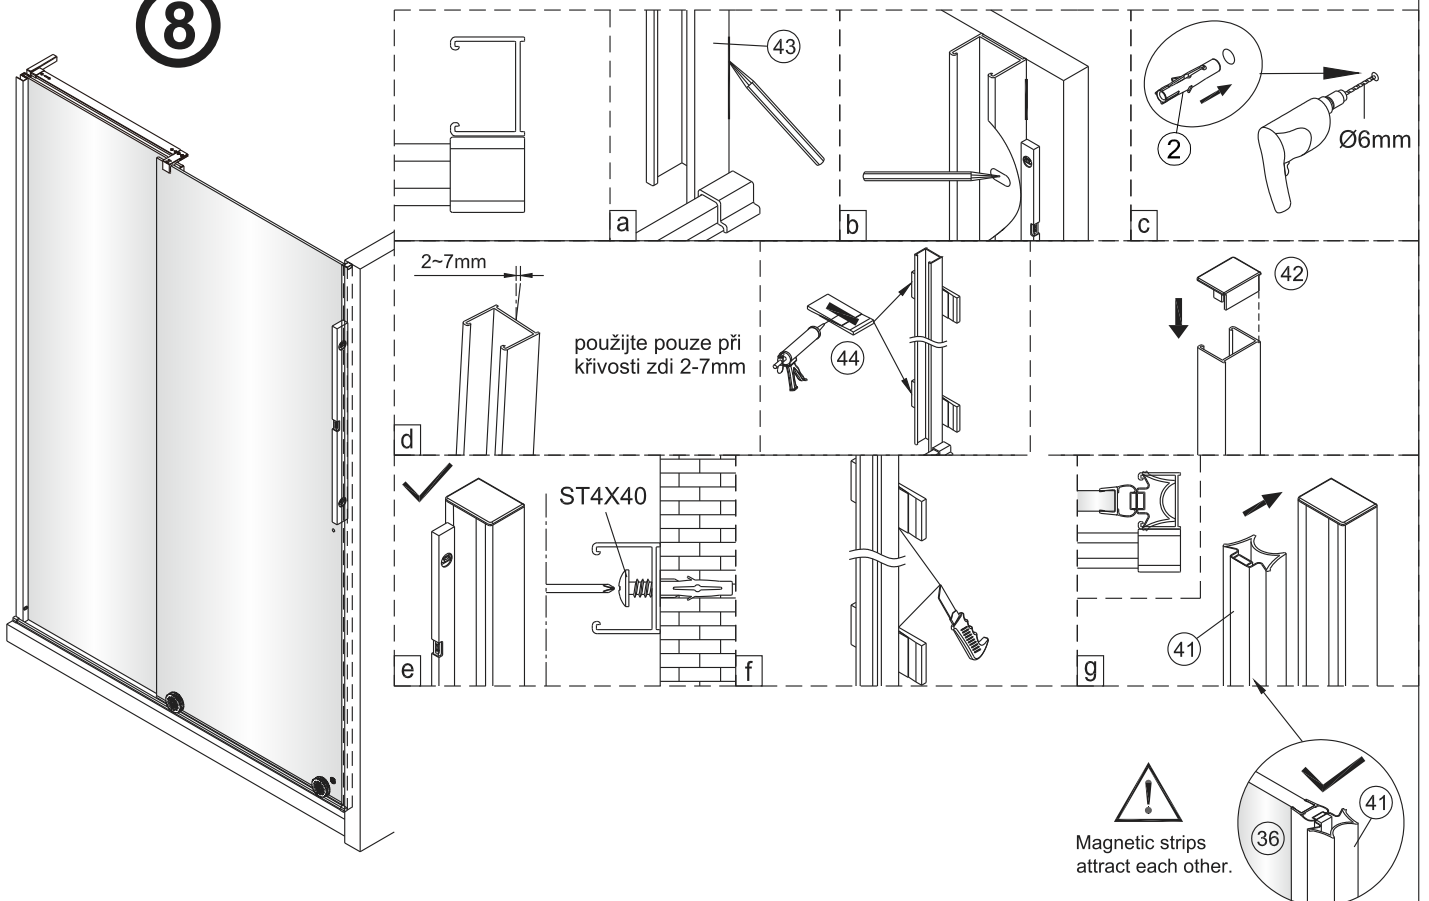 8
43
a
b
2
Ø6mm
c
2~7mm
použijte pouze při
křivosti zdi 2-7mm
d
44
42
ST4X40
e
f
41
g
Magnetic strips
attract each other.
36
41